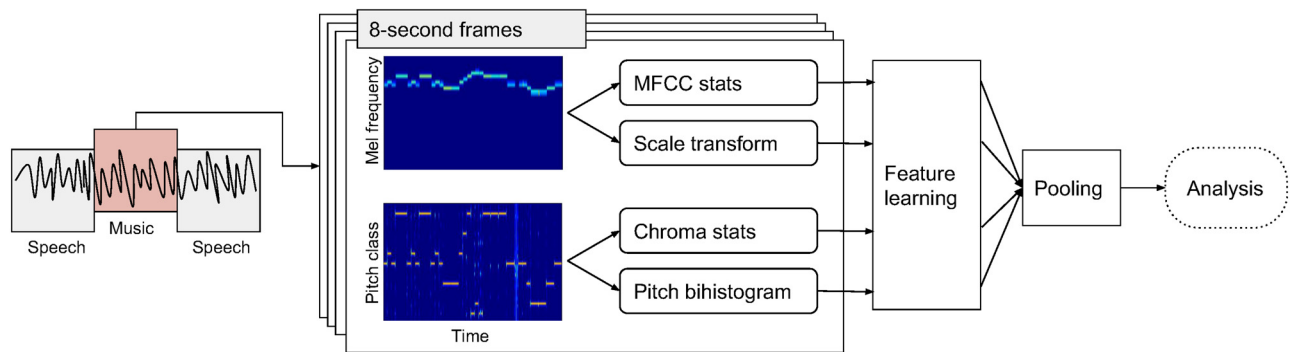 8-second frames
Mel frequency
MFCC stats
Scale transform
Speech
Music
Speech
Pitch class
Time
Chroma stats
Pitch bihistogram
Feature
learning
Pooling
Analysis